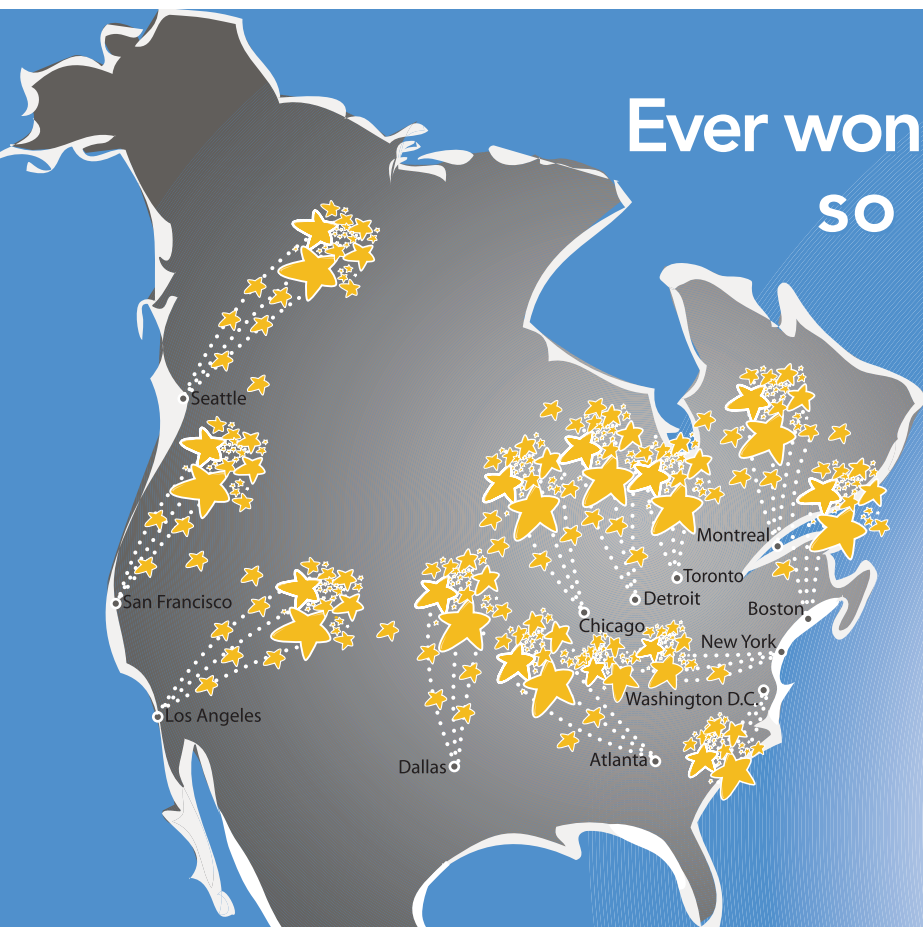 Ever won
so
Seattle
Montreal
Toronto
San Francisco
Detroit
Boston
Chicago
New York
Washington D.C.
Los Angeles
Atlanta
Dallas